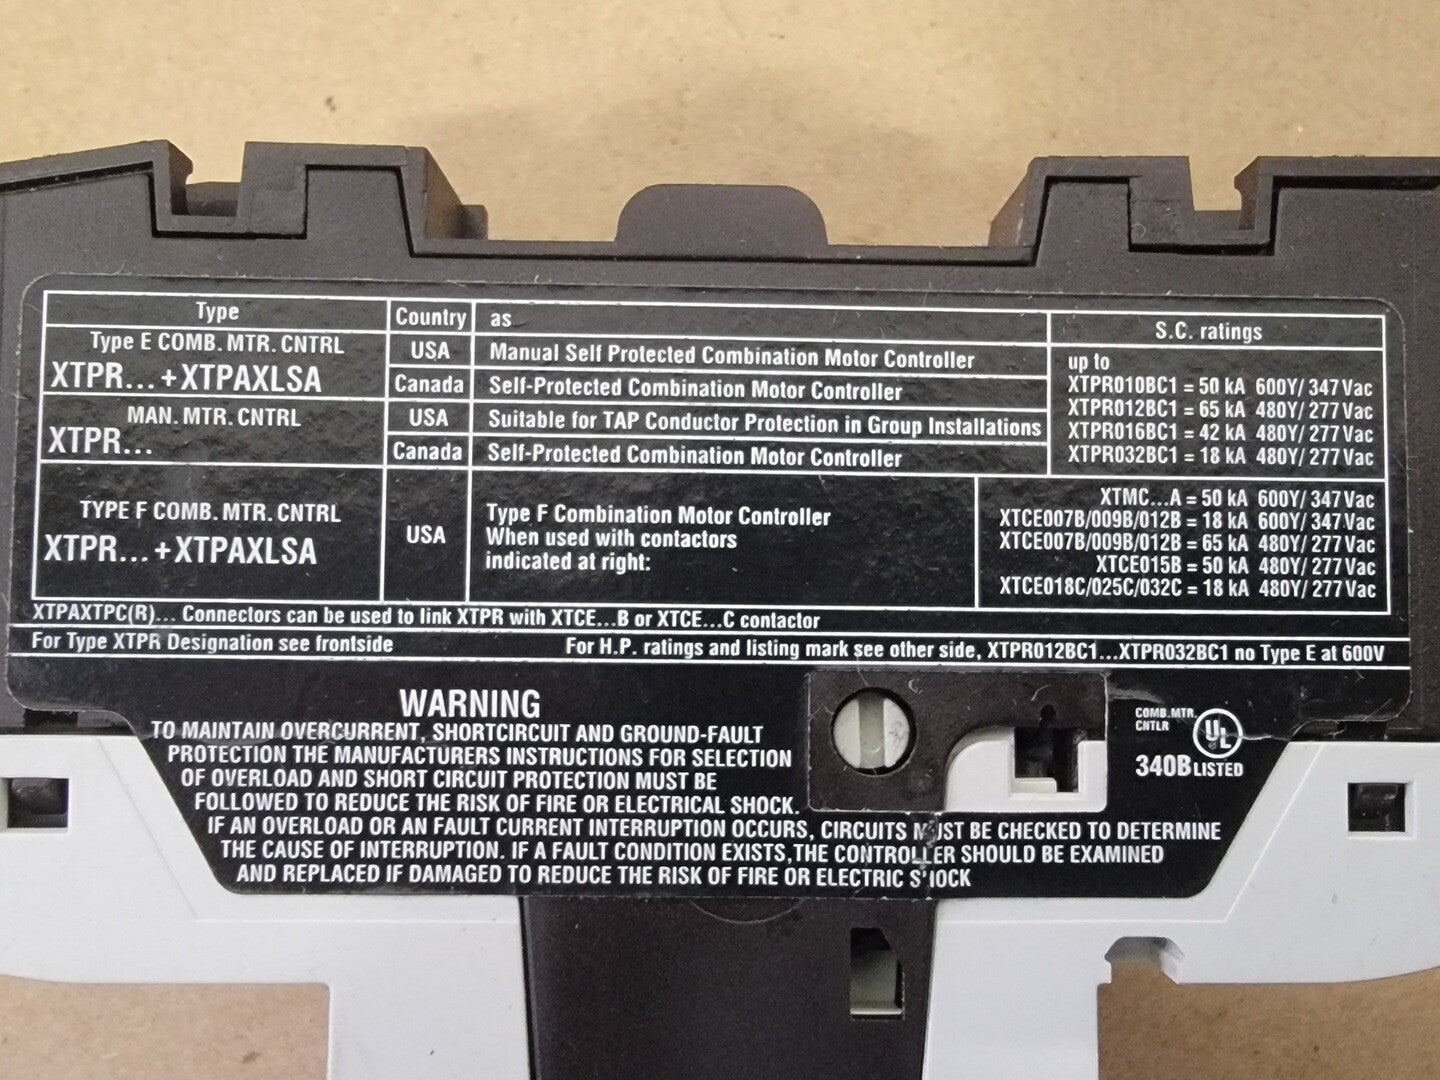 Type Country as S.C. ratings
Type E COMB. MTR. CNTRL
XTPR... +XTPAXLSA
USA Manual Self Protected Combination Motor Controller
Canada Self-Protected Combination Motor Controller
MAN. MTR. CNTRL
XTPR...
USA Suitable for TAP Conductor Protection in Group Installations
Canada Self-Protected Combination Motor Controller
up to
XTPR010BC1 = 50 kA 600Y/ 347 Vac
XTPR012BC1 = 65 kA 480Y/ 277 Vac
XTPR016BC1 = 42 kA 480Y/ 277 Vac
XTPR032BC1 = 18 kA 480Y/ 277 Vac
TYPE F COMB. MTR. CNTRL
XTPR... +XTPAXLSA
USA
Type F Combination Motor Controller
When used with contactors
indicated at right:
XTMC...A = 50 kA 600Y/ 347 Vac
XTCE007B/009B/012B = 18 kA 600Y/ 347 Vac
XTCE007B/009B/012B = 65 kA 480Y/ 277 Vac
XTCE015B = 50 kA 480Y/ 277 Vac
XTCE018C/025C/032C = 18 kA 480Y/ 277 Vac
XTPAXTPC(R)... Connectors can be used to link XTPR with XTCE...B or XTCE...C contactor
For Type XTPR Designation see frontside For H.P. ratings and listing mark see other side, XTPR012BC1...XTPR032BC1 no Type E at 600V
WARNING
TO MAINTAIN OVERCURRENT, SHORTCIRCUIT AND GROUND-FAULT
PROTECTION THE MANUFACTURERS INSTRUCTIONS FOR SELECTION
OF OVERLOAD AND SHORT CIRCUIT PROTECTION MUST BE
FOLLOWED TO REDUCE THE RISK OF FIRE OR ELECTRICAL SHOCK.
IF AN OVERLOAD OR AN FAULT CURRENT INTERRUPTION OCCURS, CIRCUITS MUST BE CHECKED TO DETERMINE
THE CAUSE OF INTERRUPTION. IF A FAULT CONDITION EXISTS,THE CONTROLLER SHOULD BE EXAMINED
AND REPLACED IF DAMAGED TO REDUCE THE RISK OF FIRE OR ELECTRIC SHOCK
COMB.MTR.
CNTLR
UL
340B LISTED